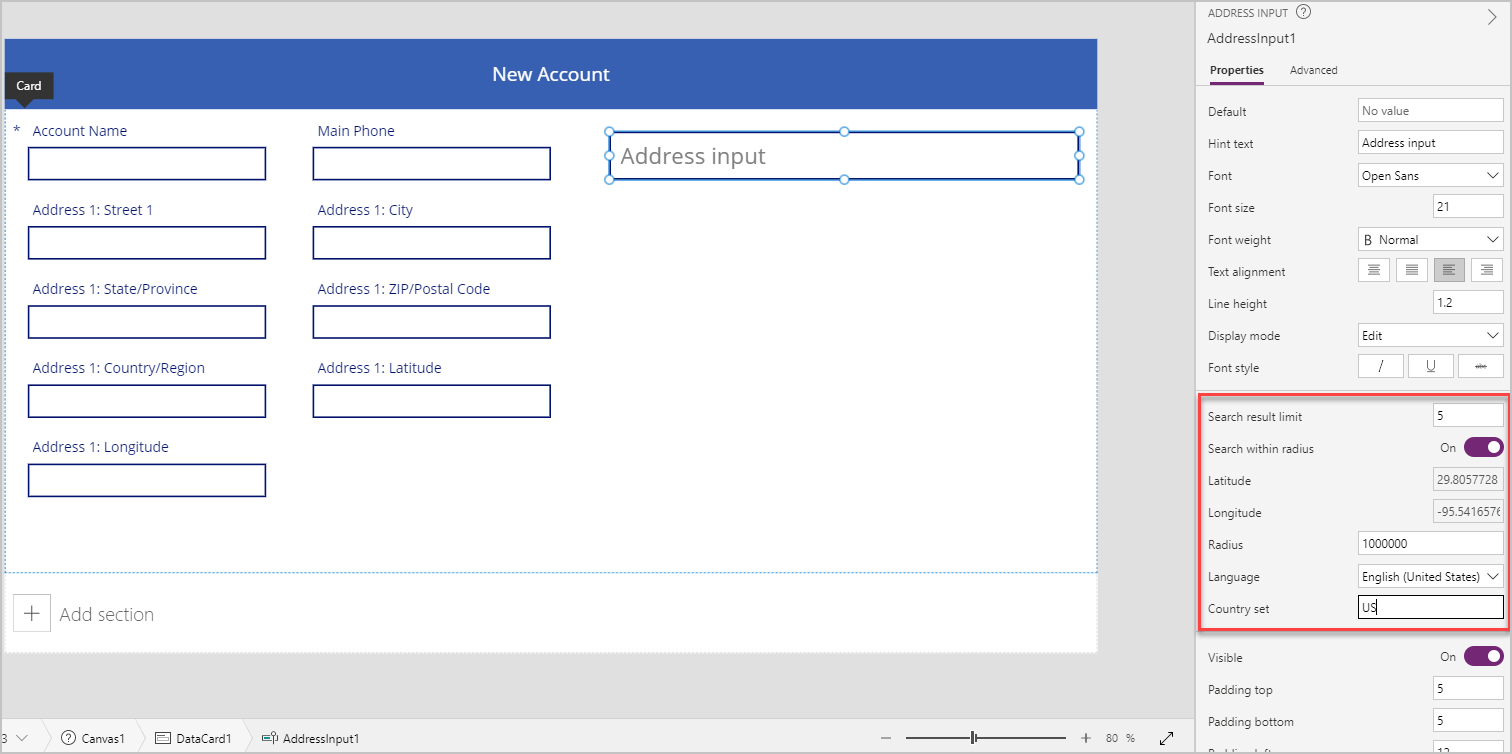 New Account
Card
* Account Name
Main Phone
Address input
Address 1: Street 1
Address 1: City
Address 1: State/Province
Address 1: ZIP/Postal Code
Address 1: Country/Region
Address 1: Latitude
Address 1: Longitude
Add section
3
Canvas1
DataCard1
AddressInput1
80 %
ADDRESS INPUT ?
AddressInput1
Properties Advanced
Default No value
Hint text Address input
Font Open Sans
Font size 21
Font weight B Normal
Text alignment
Line height 1.2
Display mode Edit
Font style / U abc
Search result limit 5
Search within radius On
Latitude 29.8057728
Longitude -95.5416576
Radius 1000000
Language English (United States)
Country set US
Visible On
Padding top 5
Padding bottom 5
Padding left 12